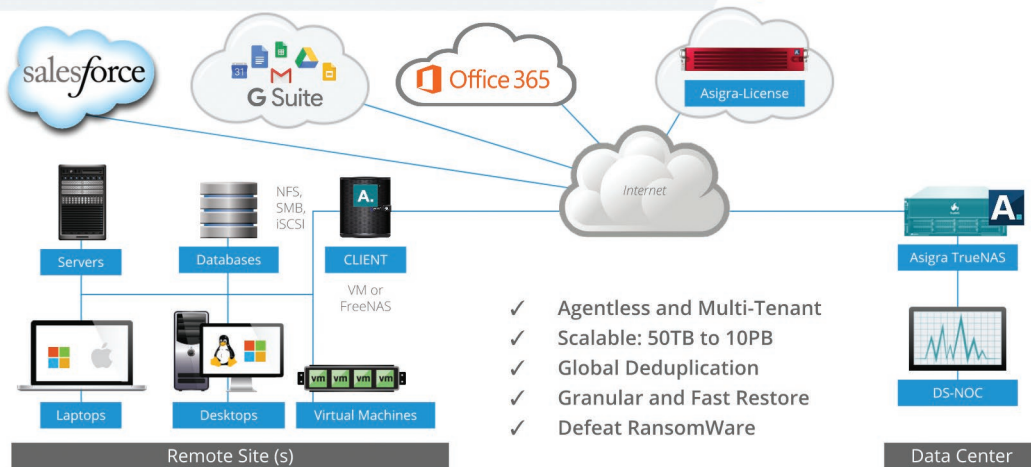 salesforce
31
G Suite
Office 365
Asigra-License
Internet
NFS,
SMB,
iSCSI
A.
A.
Servers
Databases
CLIENT
Asigra TrueNAS
VM or
FreeNAS
✓ Agentless and Multi-Tenant
✓ Scalable: 50TB to 10PB
✓ Global Deduplication
✓ Granular and Fast Restore
✓ Defeat RansomWare
vm vm vm vm
Laptops
Desktops
Virtual Machines
DS-NOC
Remote Site (s)
Data Center